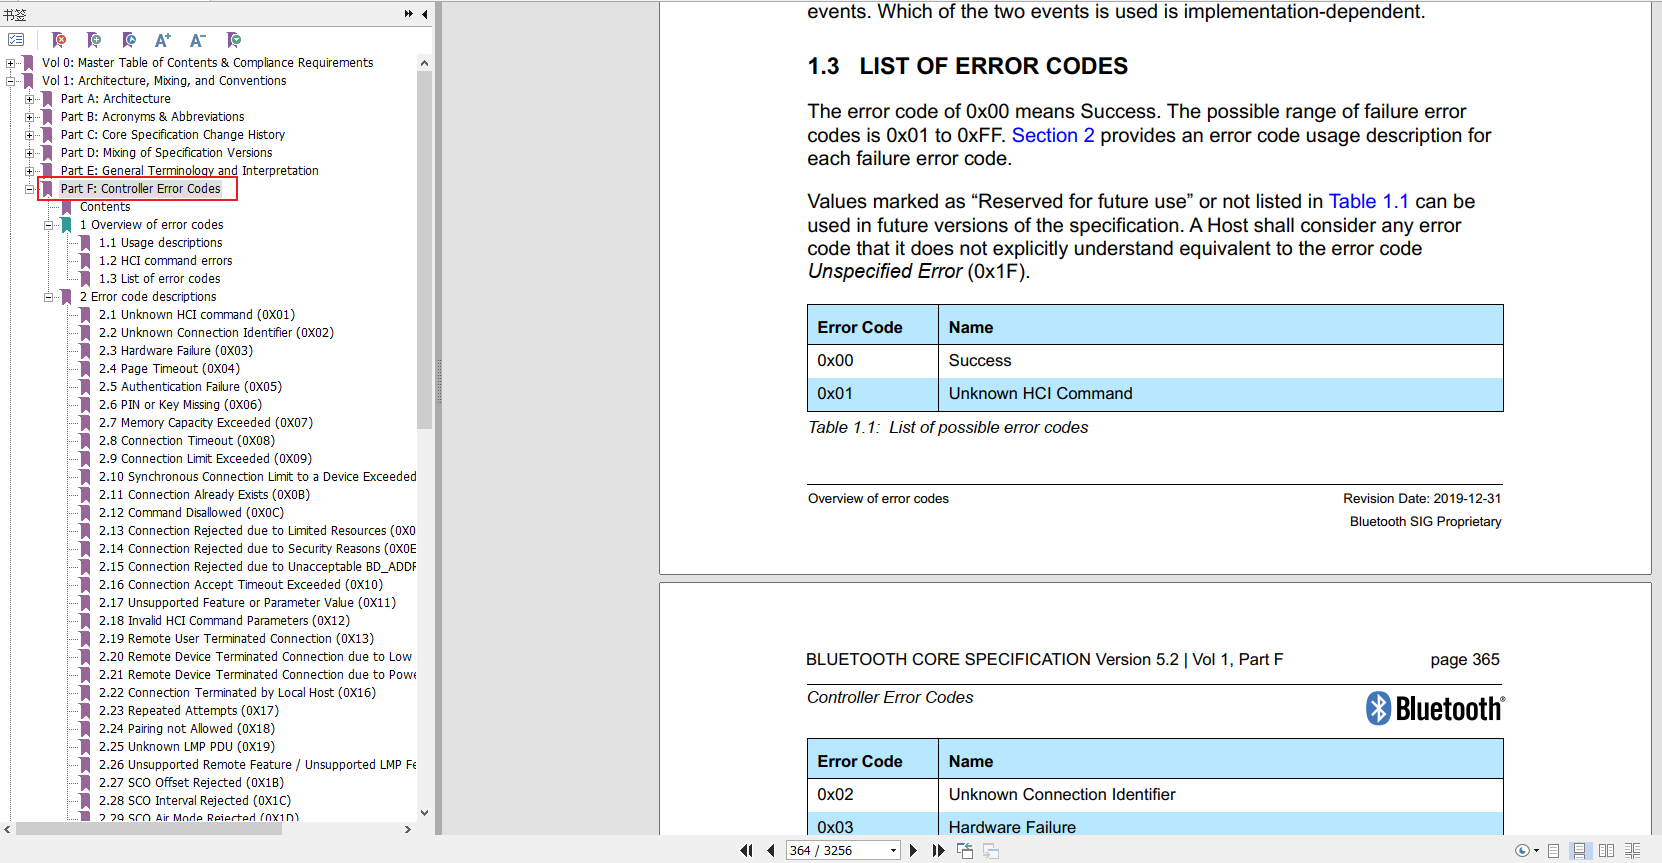 书签
Vol 0: Master Table of Contents & Compliance Requirements
Vol 1: Architecture, Mixing, and Conventions
Part A: Architecture
Part B: Acronyms & Abbreviations
Part C: Core Specification Change History
Part D: Mixing of Specification Versions
Part E: General Terminology and Interpretation
Part F: Controller Error Codes
Contents
1 Overview of error codes
1.1 Usage descriptions
1.2 HCI command errors
1.3 List of error codes
2 Error code descriptions
2.1 Unknown HCI command (0X01)
2.2 Unknown Connection Identifier (0X02)
2.3 Hardware Failure (0X03)
2.4 Page Timeout (0X04)
2.5 Authentication Failure (0X05)
2.6 PIN or Key Missing (0X06)
2.7 Memory Capacity Exceeded (0X07)
2.8 Connection Timeout (0X08)
2.9 Connection Limit Exceeded (0X09)
2.10 Synchronous Connection Limit to a Device Exceeded
2.11 Connection Already Exists (0X0B)
2.12 Command Disallowed (0X0C)
2.13 Connection Rejected due to Limited Resources (0X0
2.14 Connection Rejected due to Security Reasons (0X0E
2.15 Connection Rejected due to Unacceptable BD_ADDR
2.16 Connection Accept Timeout Exceeded (0X10)
2.17 Unsupported Feature or Parameter Value (0X11)
2.18 Invalid HCI Command Parameters (0X12)
2.19 Remote User Terminated Connection (0X13)
2.20 Remote Device Terminated Connection due to Low
2.21 Remote Device Terminated Connection due to Powe
2.22 Connection Terminated by Local Host (0X16)
2.23 Repeated Attempts (0X17)
2.24 Pairing not Allowed (0X18)
2.25 Unknown LMP PDU (0X19)
2.26 Unsupported Remote Feature / Unsupported LMP Fe
2.27 SCO Offset Rejected (0X1B)
2.28 SCO Interval Rejected (0X1C)
2.29 SCO Air Mode Rejected (0X1D)
events. Which of the two events is used is implementation-dependent.
1.3 LIST OF ERROR CODES
The error code of 0x00 means Success. The possible range of failure error
codes is 0x01 to 0xFF. Section 2 provides an error code usage description for
each failure error code.
Values marked as “Reserved for future use” or not listed in Table 1.1 can be
used in future versions of the specification. A Host shall consider any error
code that it does not explicitly understand equivalent to the error code
Unspecified Error (0x1F).
Error Code Name
0x00 Success
0x01 Unknown HCI Command
Table 1.1: List of possible error codes
Overview of error codes Revision Date: 2019-12-31
Bluetooth SIG Proprietary
BLUETOOTH CORE SPECIFICATION Version 5.2 | Vol 1, Part F page 365
Controller Error Codes
Bluetooth®
Error Code Name
0x02 Unknown Connection Identifier
0x03 Hardware Failure
364 / 3256